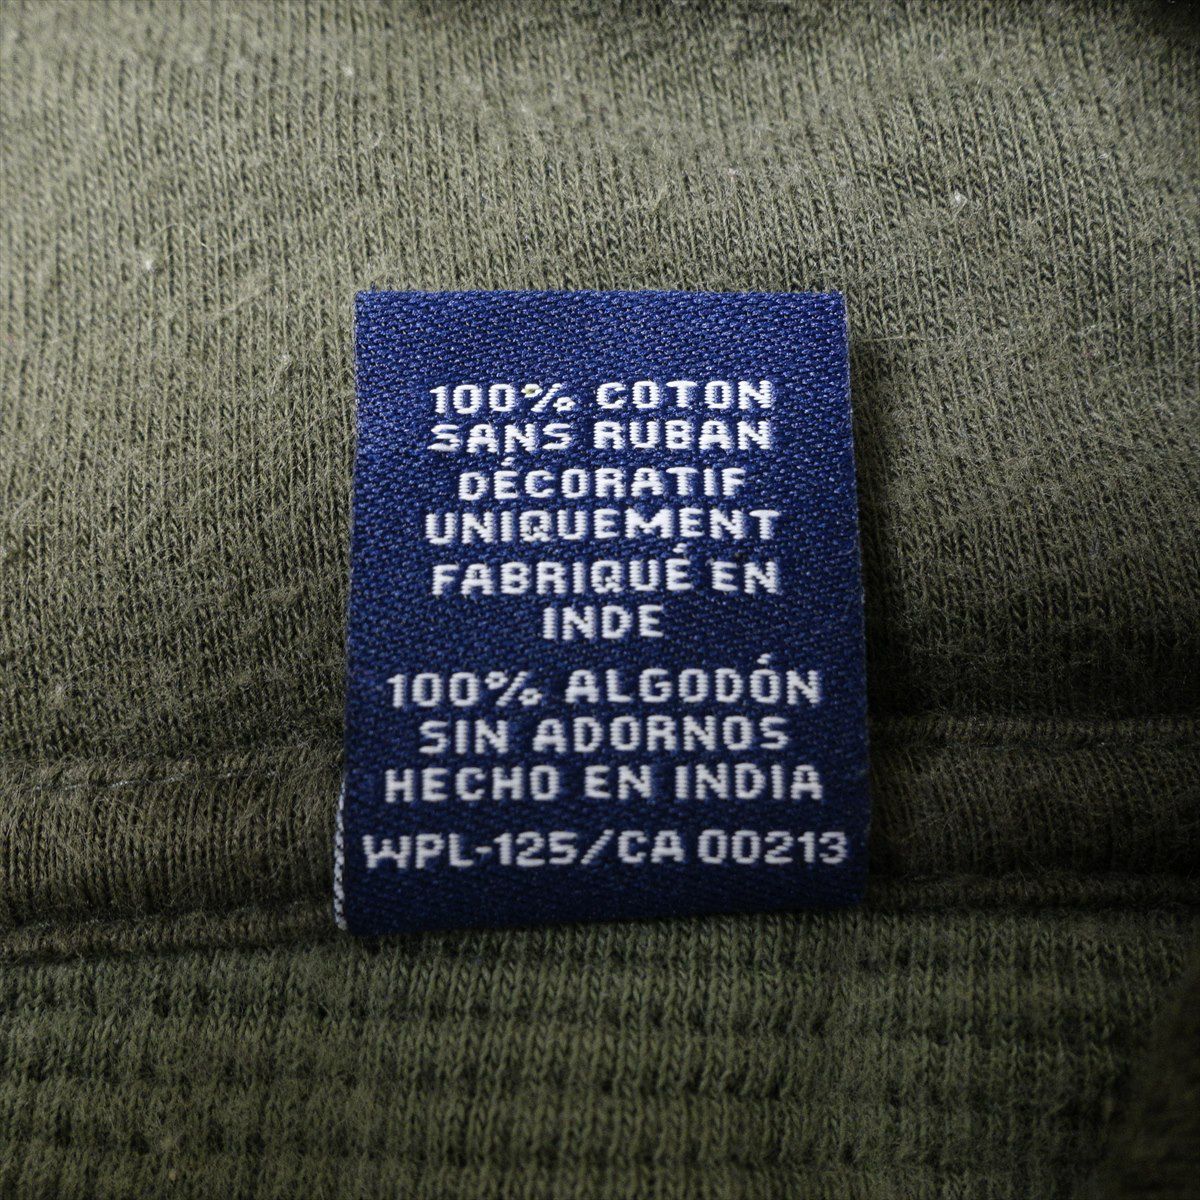 100% COTON
SANS RUBAN
DÉCORATIF
UNIQUEMENT
FABRIQUÉ EN
INDE
100% ALGODÓN
SIN ADORNOS
HECHO EN INDIA
WPL-125/CA 00213